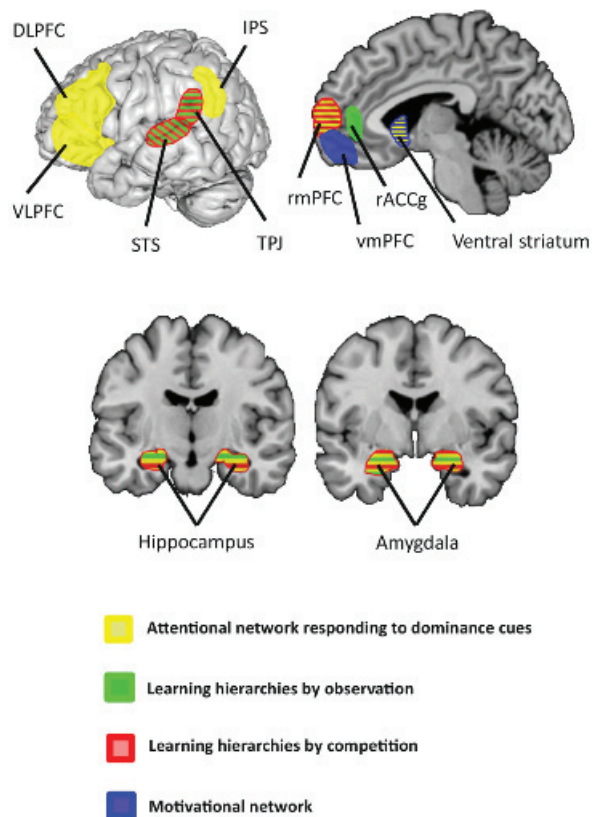 DLPFC
IPS
VLPFC
STS
TPJ
rmPFC
rACCg
vmPFC
Ventral striatum
Hippocampus
Amygdala
Attentional network responding to dominance cues
Learning hierarchies by observation
Learning hierarchies by competition
Motivational network